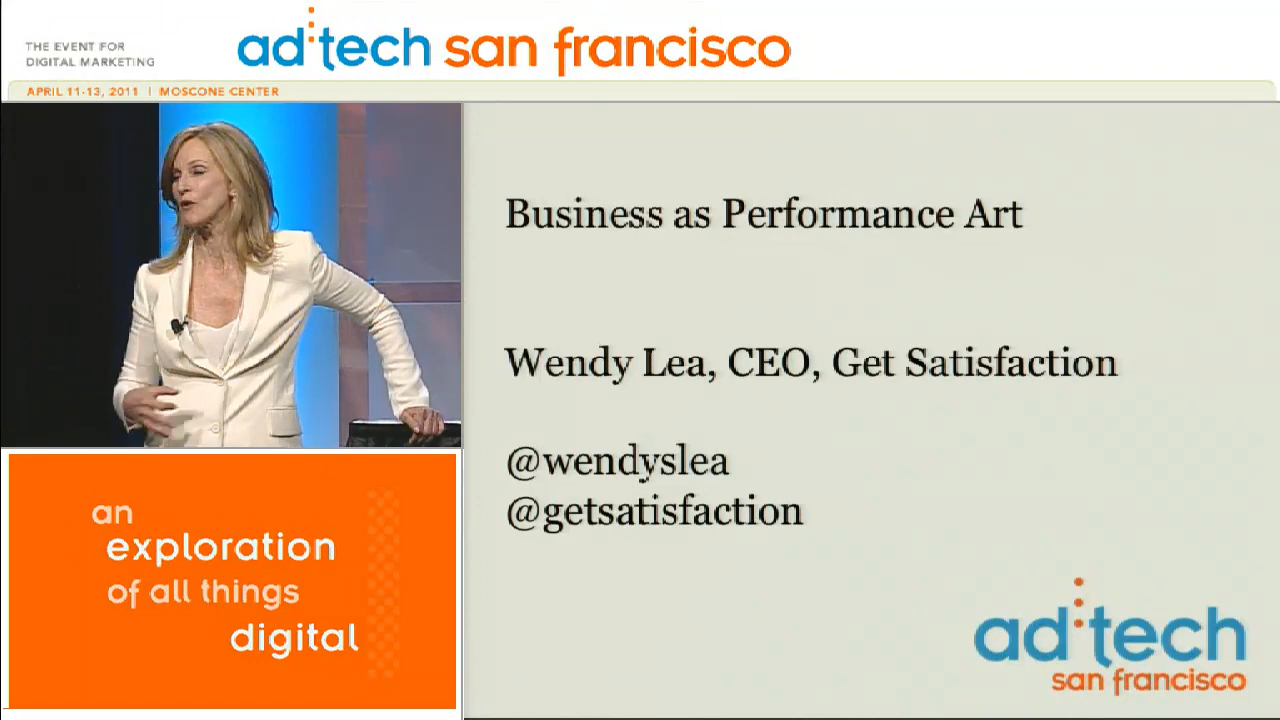 THE EVENT FOR
DIGITAL MARKETING
ad:tech san francisco
APRIL 11-13, 2011 | MOSCONE CENTER
Business as Performance Art
Wendy Lea, CEO, Get Satisfaction
@wendyslea
@getsatisfaction
an
exploration
of all things
digital
ad:tech
san francisco